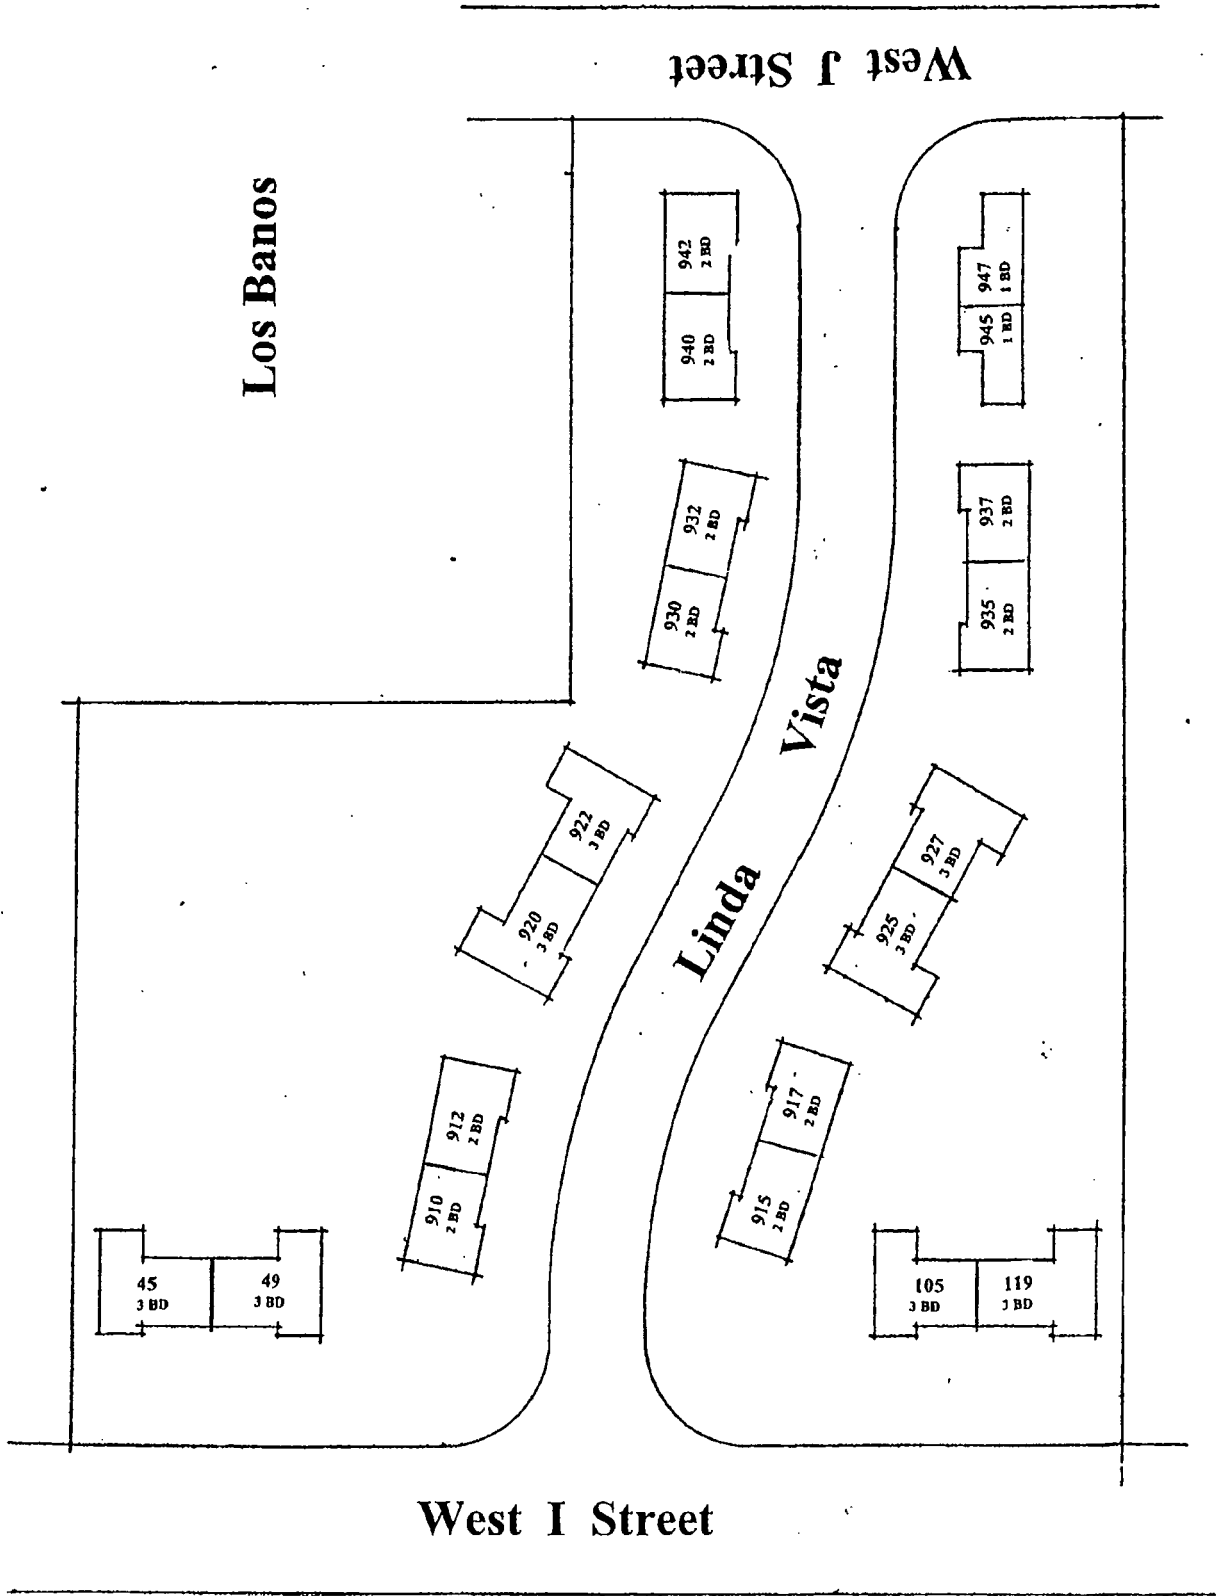 West J Street
Los Banos
942
2 BD
940
2 BD
947
1 BD
945
1 BD
932
2 BD
930
2 BD
937
2 BD
935
2 BD
Linda Vista
922
3 BD
920
3 BD
927
3 BD
925
3 BD
912
2 BD
910
2 BD
917
2 BD
915
2 BD
45
3 BD
49
3 BD
105
3 BD
119
3 BD
West I Street